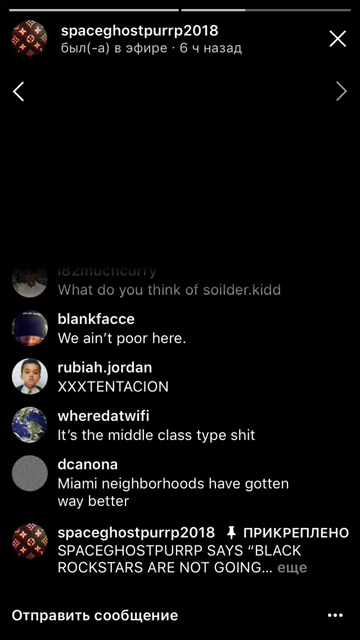 spaceghostpurrp2018
был(-а) в эфире · 6 ч назад
i82muchcurry
What do you think of soilder.kidd
blankfacce
We ain't poor here.
rubiah.jordan
XXXTENTACION
wheredatwifi
It's the middle class type shit
dcanona
Miami neighborhoods have gotten
way better
spaceghostpurrp2018 ПРИКРЕПЛЕНО
SPACEGHOSTPURRP SAYS “BLACK
ROCKSTARS ARE NOT GOING... еще
Отправить сообщение